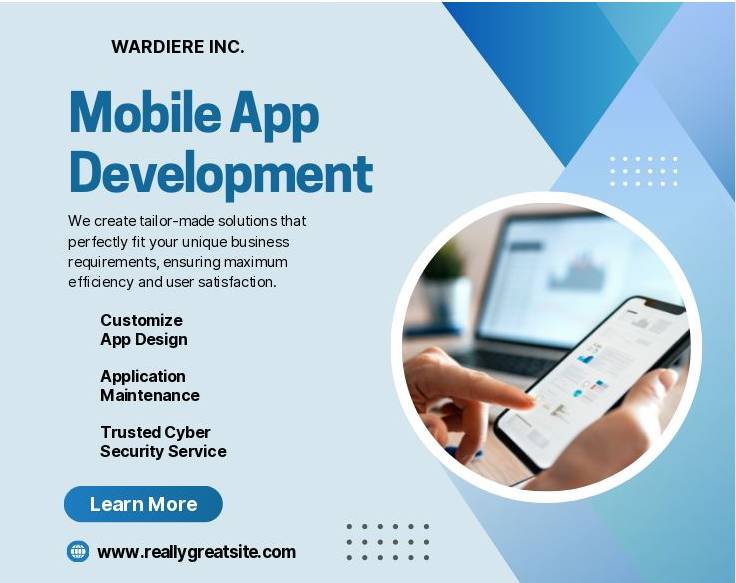 WARDIERE INC.
Mobile App
Development
We create tailor-made solutions that
perfectly fit your unique business
requirements, ensuring maximum
efficiency and user satisfaction.
Customize
App Design
Application
Maintenance
Trusted Cyber
Security Service
Learn More
www.reallygreatsite.com